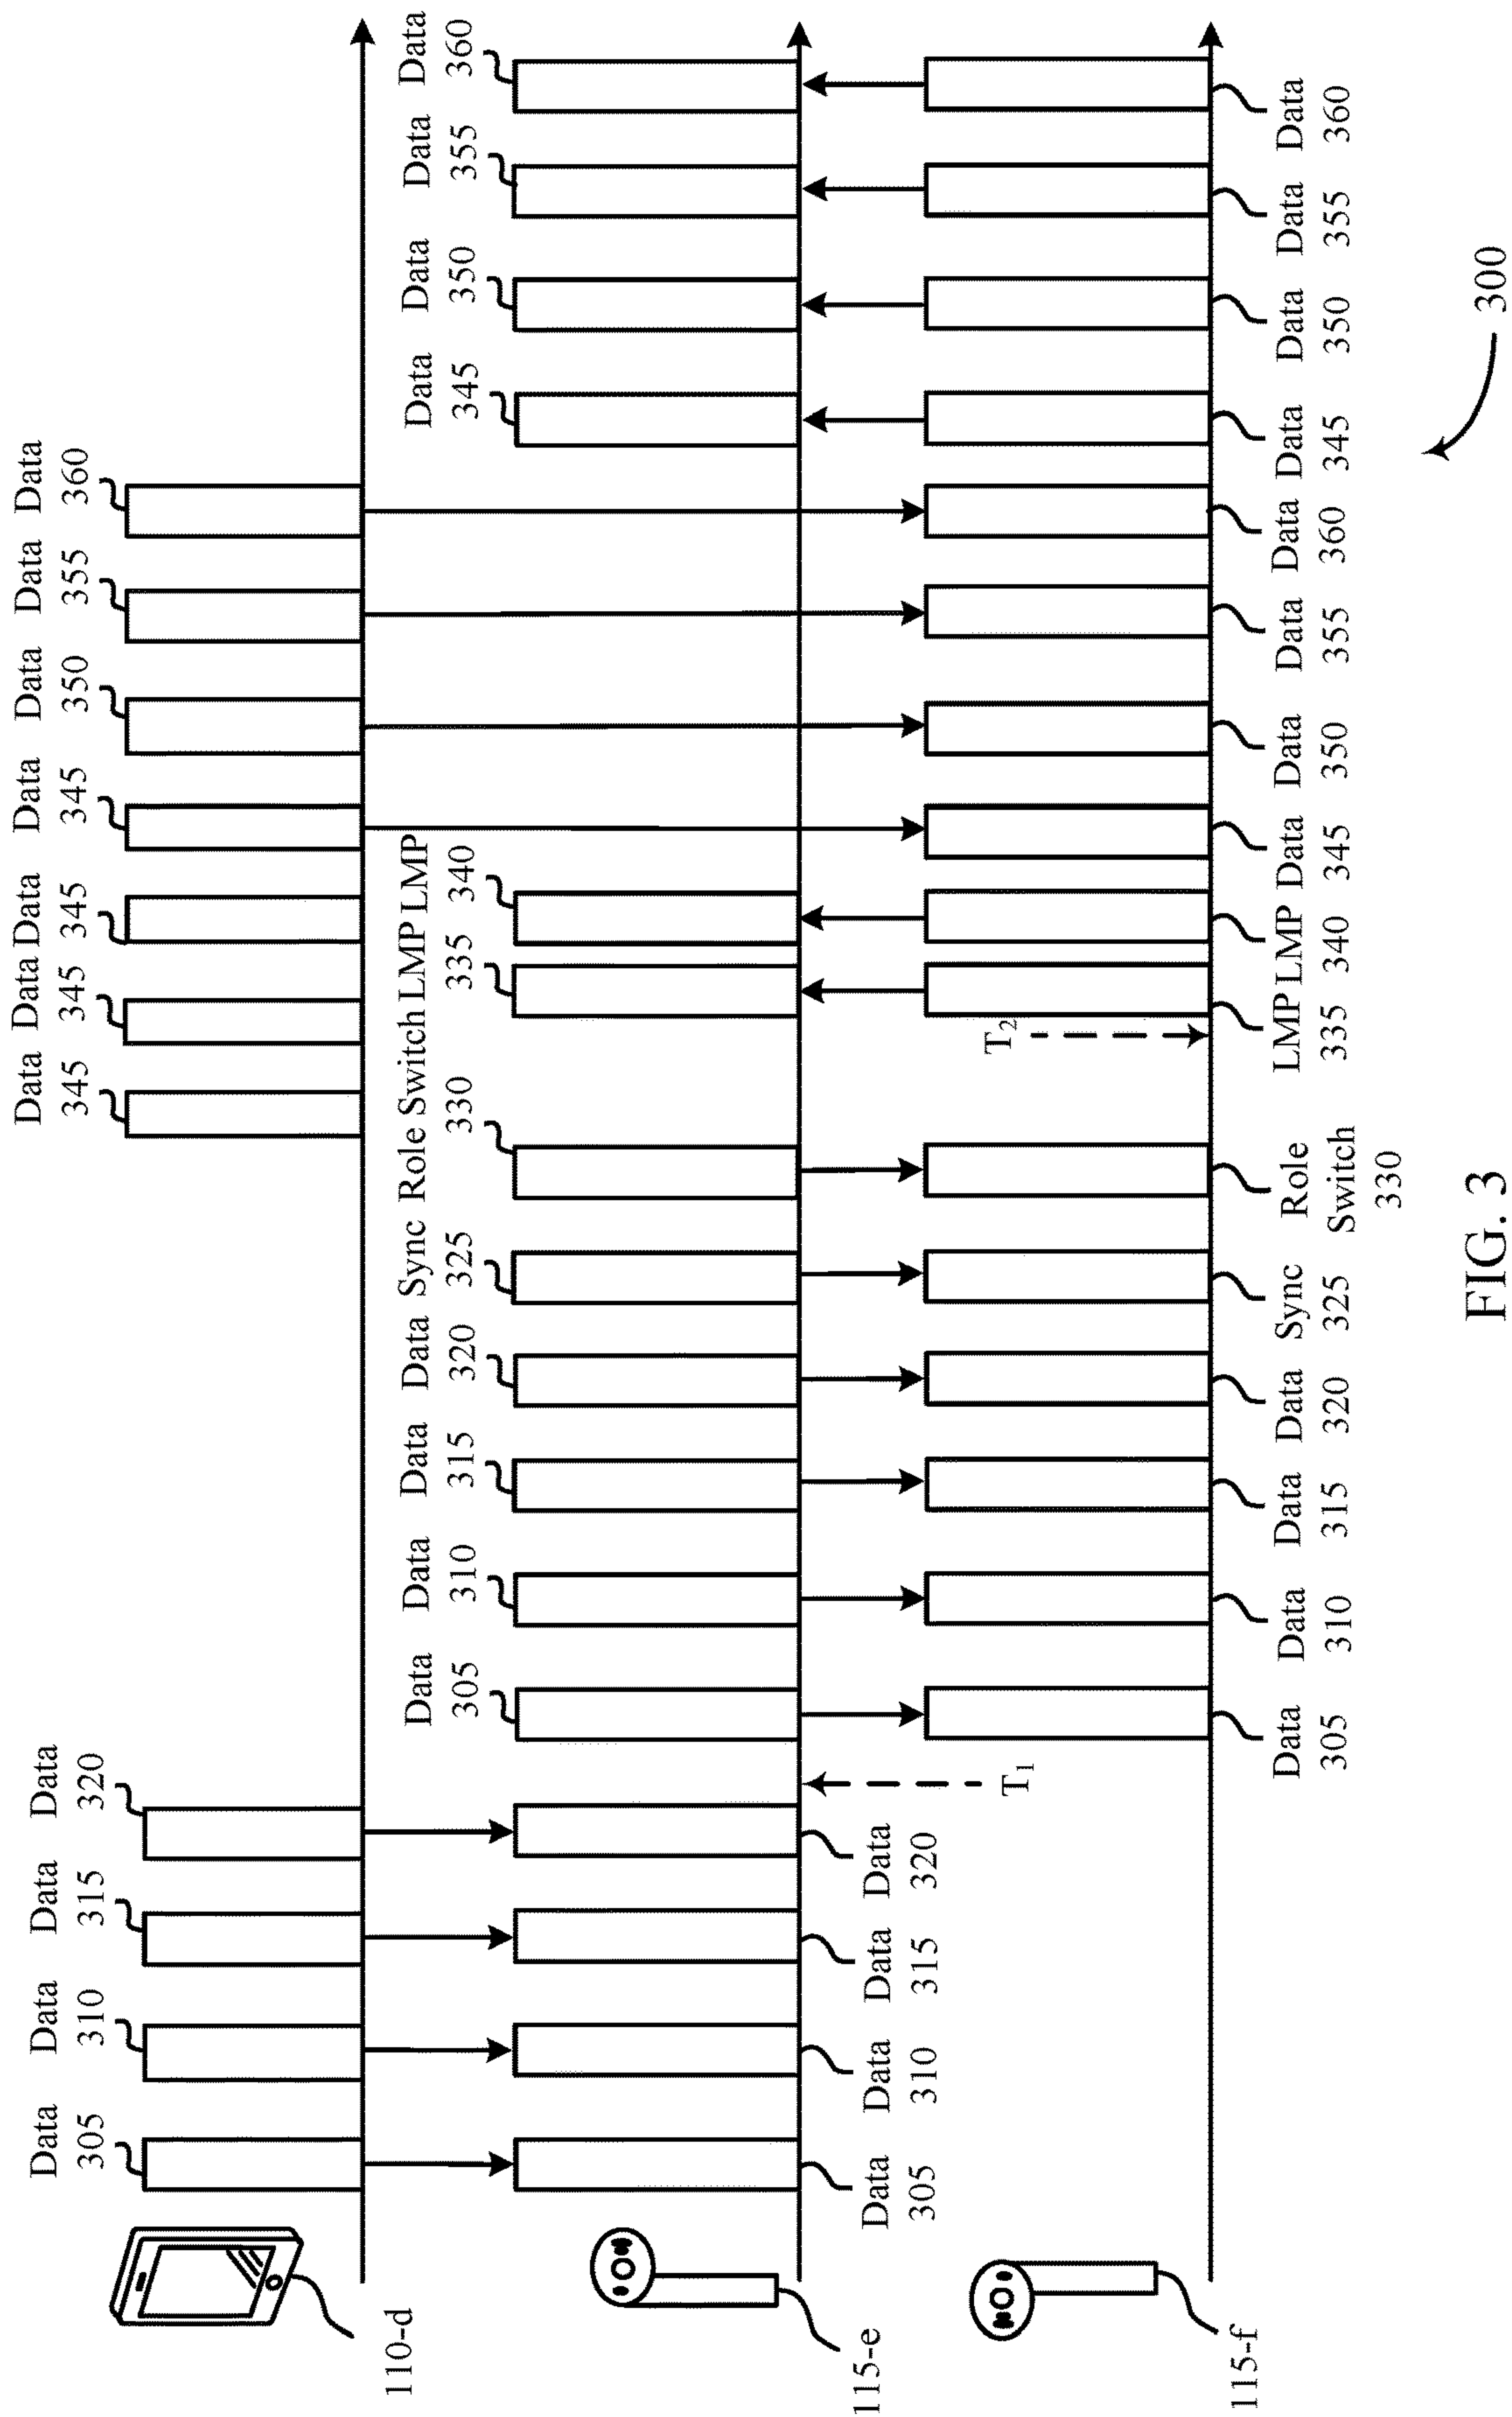 Data Data Data Data Data Data Data Data Data Data Data
305 310 315 320 345 345 345 345 350 355 360
110-d
Data Data Data Data Sync Role Switch LMP LMP Data Data Data Data
305 310 315 320 325 330 335 340 345 350 355 360
115-e
Data Data Data Data
305 310 315 320
T1 T2
115-f
Data Data Data Data Sync Role LMP LMP Data Data Data Data Data Data Data Data
305 310 315 320 325 Switch 335 340 345 350 355 360 345 350 355 360
330
300
FIG. 3